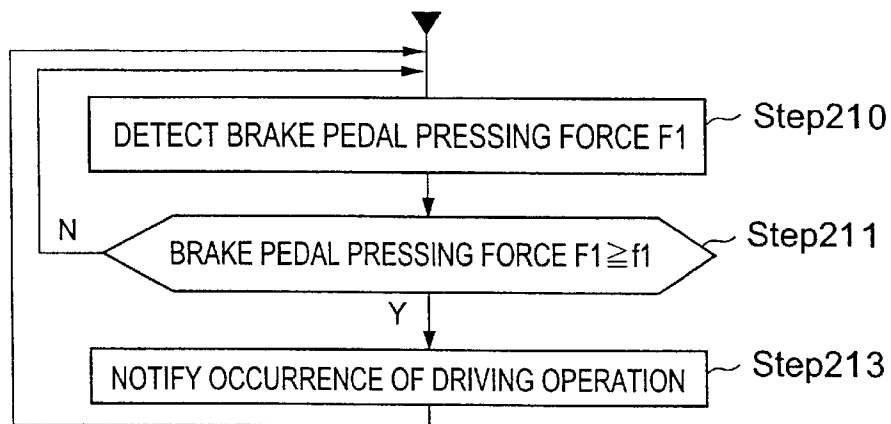 DETECT BRAKE PEDAL PRESSING FORCE F1
Step210
BRAKE PEDAL PRESSING FORCE F1≧f1
Step211
N
Y
NOTIFY OCCURRENCE OF DRIVING OPERATION
Step213